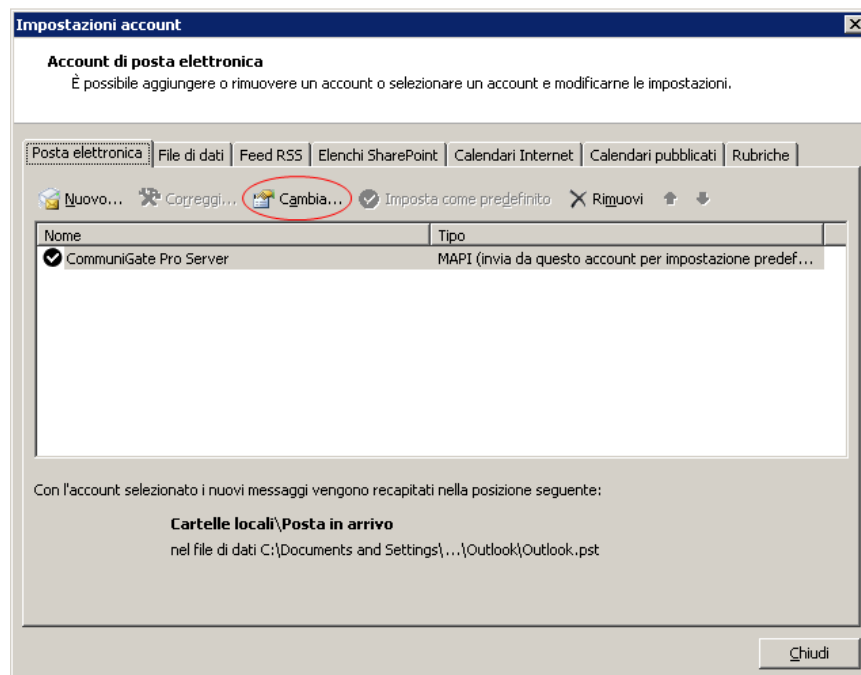 Impostazioni account
Account di posta elettronica
È possibile aggiungere o rimuovere un account o selezionare un account e modificarne le impostazioni.
Posta elettronica File di dati Feed RSS Elenchi SharePoint Calendari Internet Calendari pubblicati Rubriche
Nuovo... Correggi... Cambia... Imposta come predefinito Rimuovi
Nome Tipo
CommuniGate Pro Server MAPI (invia da questo account per impostazione predef...
Con l'account selezionato i nuovi messaggi vengono recapitati nella posizione seguente:
Cartelle locali\Posta in arrivo
nel file di dati C:\Documents and Settings\...\Outlook\Outlook.pst
Chiudi